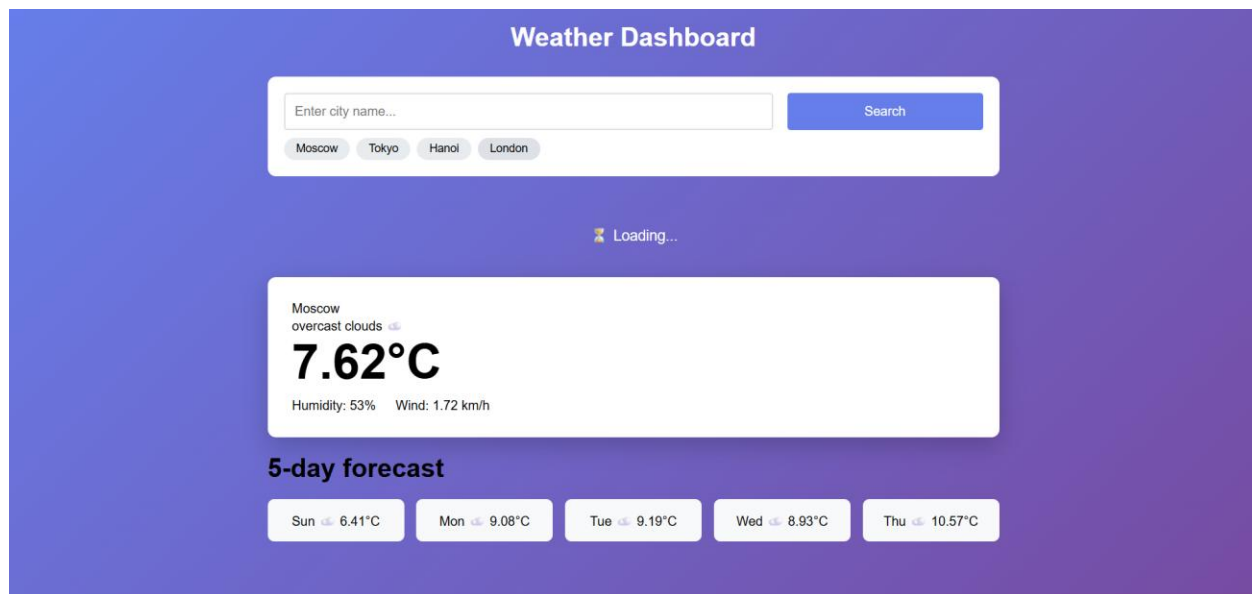 Weather Dashboard
Enter city name...
Search
Moscow Tokyo Hanoi London
⏳ Loading...
Moscow
overcast clouds ☁️
7.62°C
Humidity: 53% Wind: 1.72 km/h
5-day forecast
Sun ☁️ 6.41°C Mon ☁️ 9.08°C Tue ☁️ 9.19°C Wed ☁️ 8.93°C Thu ☁️ 10.57°C